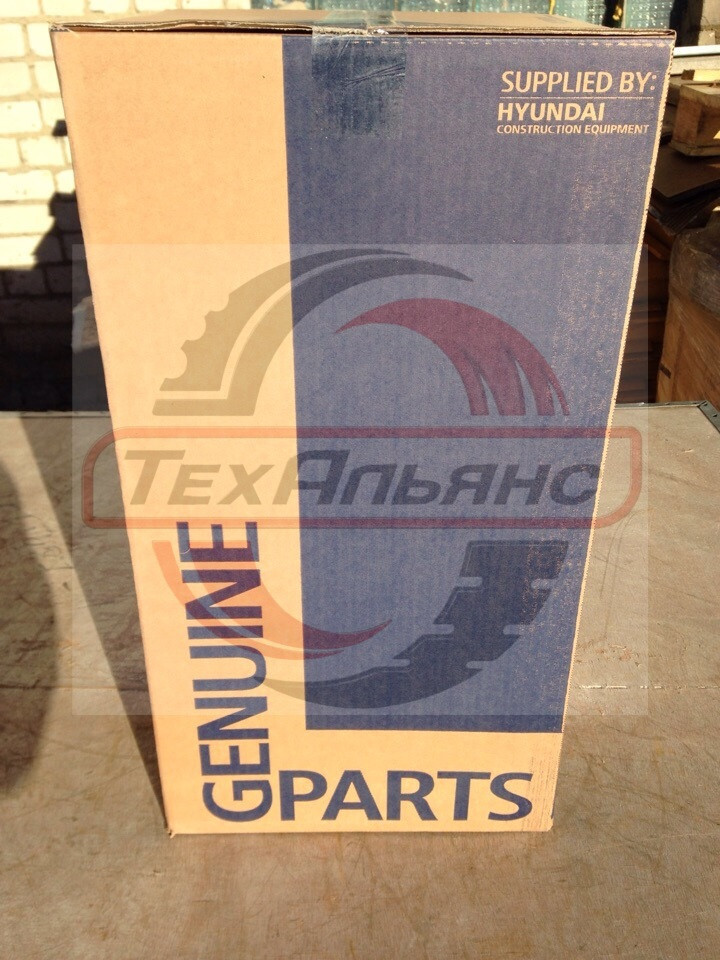 SUPPLIED BY:
HYUNDAI
CONSTRUCTION EQUIPMENT
ТехАльянс
GENUINE
PARTS